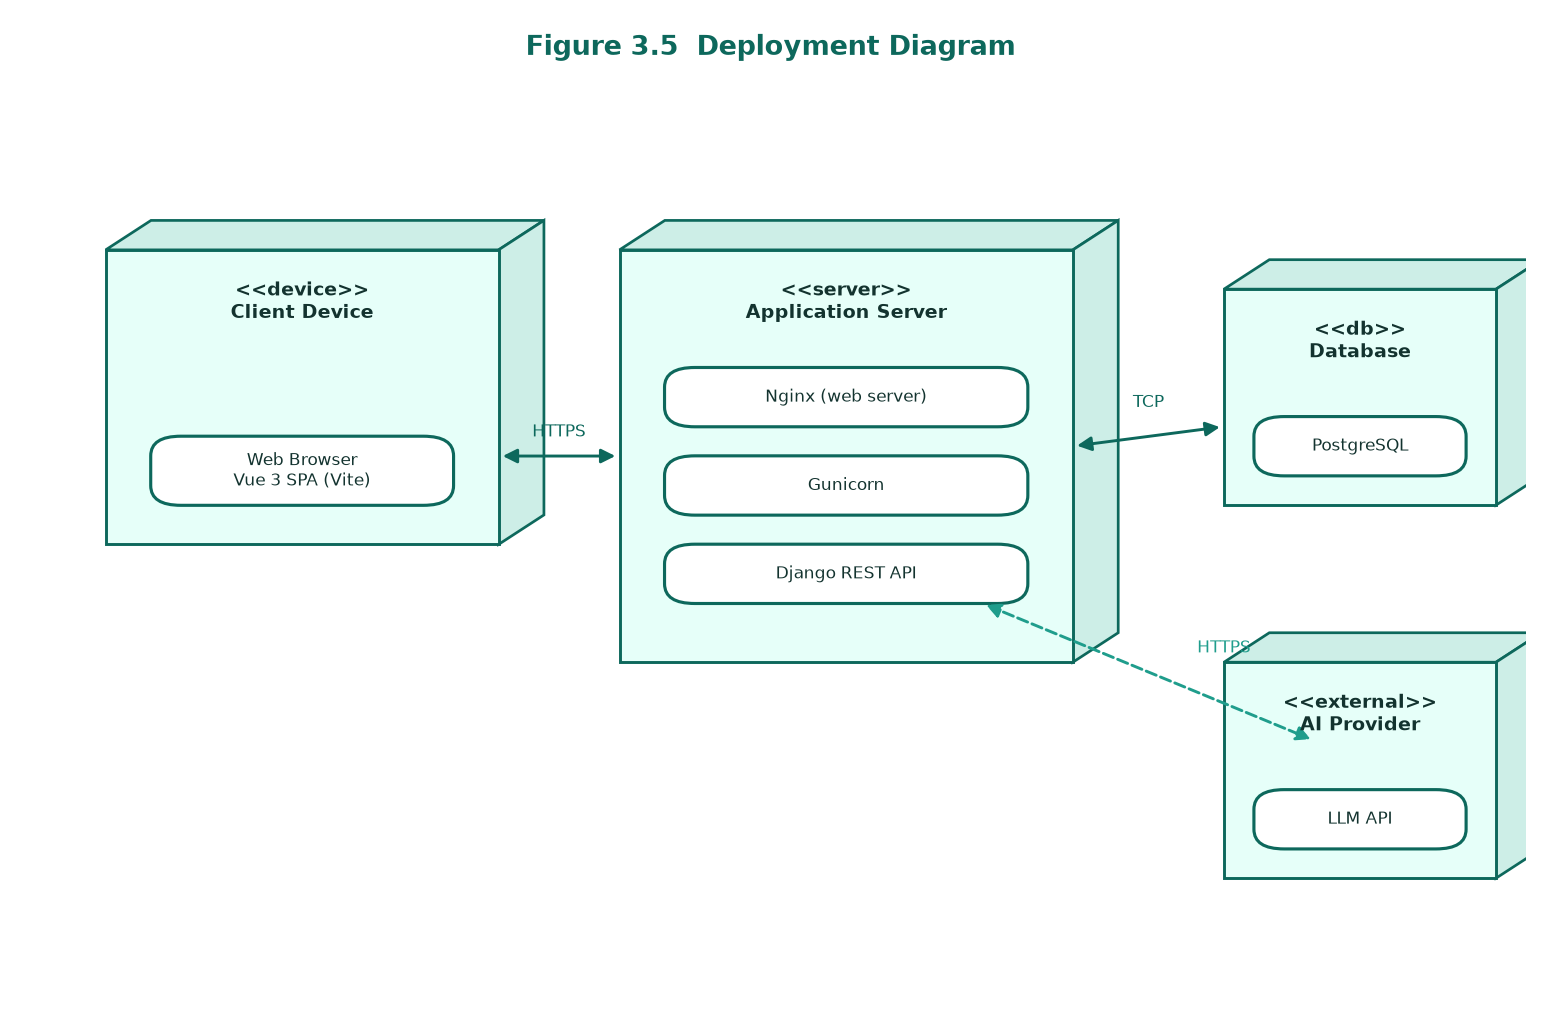 Figure 3.5  Deployment Diagram
<<device>>
Client Device
Web Browser
Vue 3 SPA (Vite)
HTTPS
<<server>>
Application Server
Nginx (web server)
Gunicorn
Django REST API
TCP
<<db>>
Database
PostgreSQL
HTTPS
<<external>>
AI Provider
LLM API